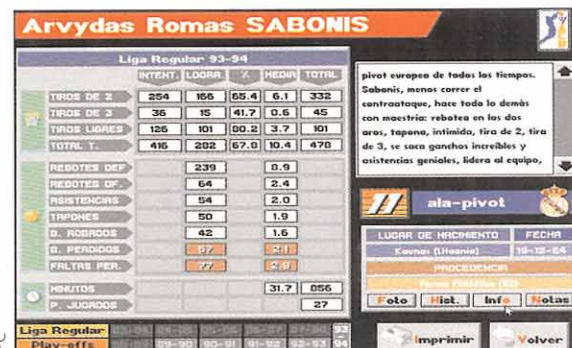 Arvydas Romas SABONIS
Liga Regular 93-94
INTENT. LOGRA. % MEDIA TOTAL
TIROS DE 2 254 166 65.4 6.1 332
TIROS DE 3 36 15 41.7 0.6 45
TIROS LIBRES 126 101 80.2 3.7 101
TOTAL T. 416 282 67.8 10.4 478
REBOTES DEF 239 8.9
REBOTES OF. 64 2.4
ASISTENCIAS 54 2.0
TAPONES 50 1.9
B. ROBADOS 42 1.6
B. PERDIDOS 57 2.1
FALTAS PER. 77 2.9
MINUTOS 31.7 856
P. JUGADOS 27
Liga Regular 93
Play-offs 89-90 90-91 91-92 92-93 94
pivot europeo de todos los tiempos.
Sabonis, menos correr el
contraataque, hace todo lo demàs
con maestria: rebotea en los dos
aros, tapona, intimida, tira de 2, tira
de 3, se saca ganchos increíbles y
asistencias geniales, lidera al equipo,
11 ala-pivot
LUGAR DE NACIMIENTO FECHA
Kaunas (Lituania) 19-12-64
PROCEDENCIA
Foto Hist. Info Notas
Imprimir Volver